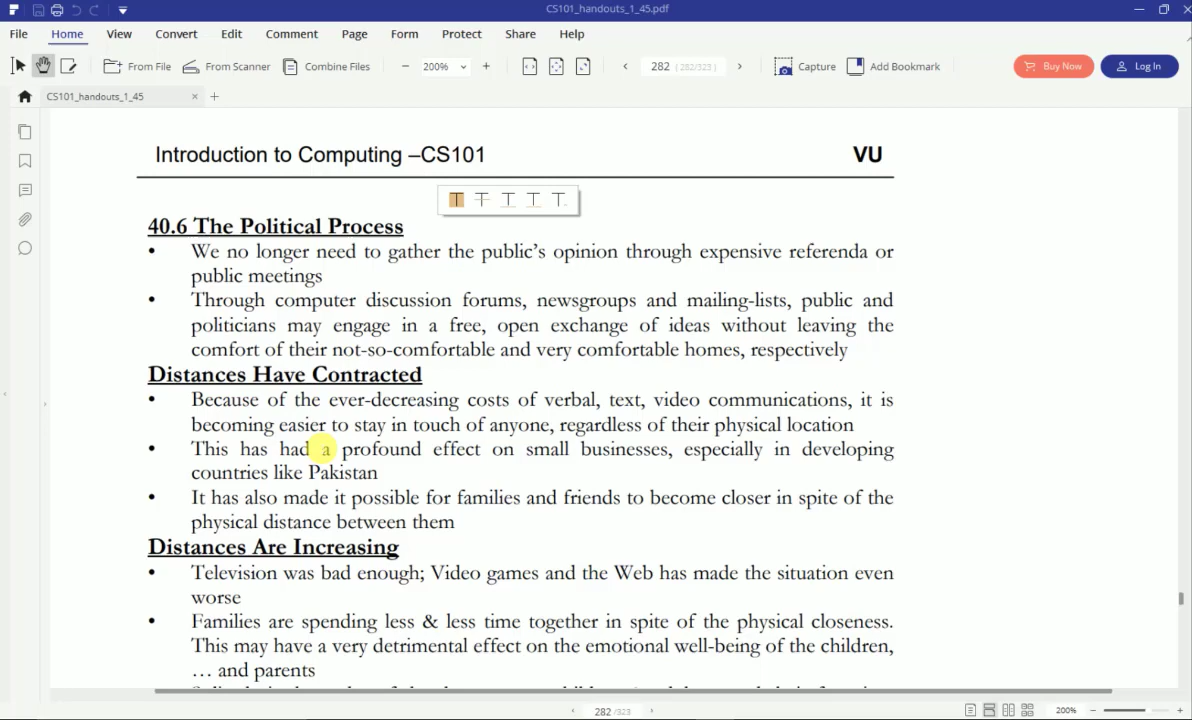 CS101_handouts_1_45.pdf
File Home View Convert Edit Comment Page Form Protect Share Help
From File From Scanner Combine Files 200% 282 (282/323) Capture Add Bookmark Buy Now Log In
CS101_handouts_1_45
Introduction to Computing –CS101 VU
40.6 The Political Process
• We no longer need to gather the public's opinion through expensive referenda or
public meetings
• Through computer discussion forums, newsgroups and mailing-lists, public and
politicians may engage in a free, open exchange of ideas without leaving the
comfort of their not-so-comfortable and very comfortable homes, respectively
Distances Have Contracted
• Because of the ever-decreasing costs of verbal, text, video communications, it is
becoming easier to stay in touch of anyone, regardless of their physical location
• This has had a profound effect on small businesses, especially in developing
countries like Pakistan
• It has also made it possible for families and friends to become closer in spite of the
physical distance between them
Distances Are Increasing
• Television was bad enough; Video games and the Web has made the situation even
worse
• Families are spending less & less time together in spite of the physical closeness.
This may have a very detrimental effect on the emotional well-being of the children,
… and parents
282 /323 200%